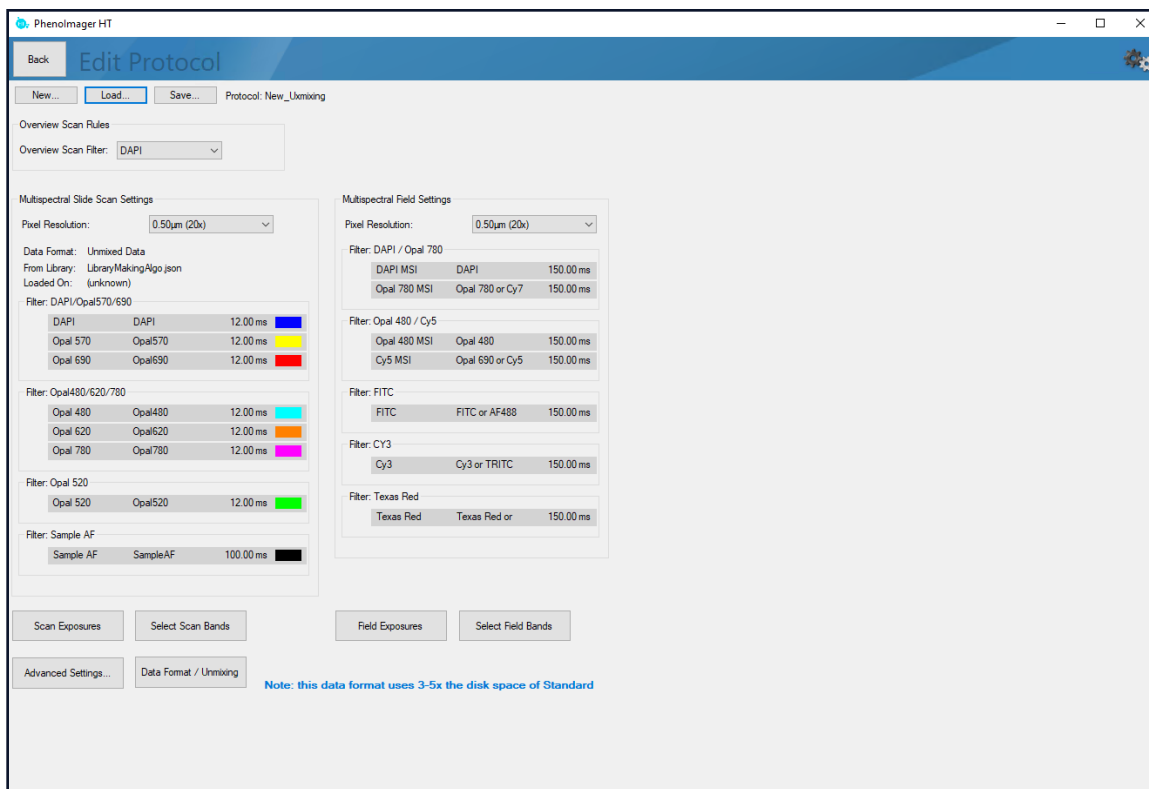 PhenoImager HT
Back
Edit Protocol
New...
Load...
Save...
Protocol: New_Uxmixing
Overview Scan Rules
Overview Scan Filter: DAPI
Multispectral Slide Scan Settings
Pixel Resolution: 0.50µm (20x)
Data Format: Unmixed Data
From Library: LibraryMakingAlgo.json
Loaded On: (unknown)
Filter: DAPI/Opal570/690
DAPI DAPI 12.00 ms
Opal 570 Opal570 12.00 ms
Opal 690 Opal690 12.00 ms
Filter: Opal480/620/780
Opal 480 Opal480 12.00 ms
Opal 620 Opal620 12.00 ms
Opal 780 Opal780 12.00 ms
Filter: Opal 520
Opal 520 Opal520 12.00 ms
Filter: Sample AF
Sample AF SampleAF 100.00 ms
Multispectral Field Settings
Pixel Resolution: 0.50µm (20x)
Filter: DAPI / Opal 780
DAPI MSI DAPI 150.00 ms
Opal 780 MSI Opal 780 or Cy7 150.00 ms
Filter: Opal 480 / Cy5
Opal 480 MSI Opal 480 150.00 ms
Cy5 MSI Opal 690 or Cy5 150.00 ms
Filter: FITC
FITC FITC or AF488 150.00 ms
Filter: CY3
Cy3 Cy3 or TRITC 150.00 ms
Filter: Texas Red
Texas Red Texas Red or 150.00 ms
Scan Exposures
Select Scan Bands
Field Exposures
Select Field Bands
Advanced Settings...
Data Format / Unmixing
Note: this data format uses 3-5x the disk space of Standard